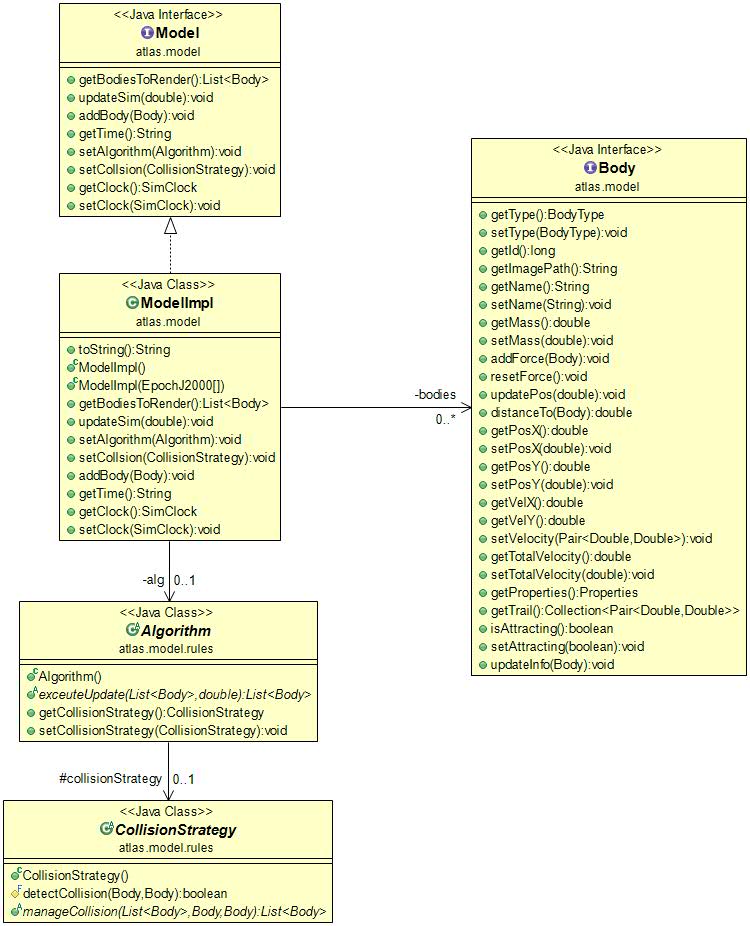 <<Java Interface>>
Model
atlas.model
getBodiesToRender():List<Body>
updateSim(double):void
addBody(Body):void
getTime():String
setAlgorithm(Algorithm):void
setCollsion(CollisionStrategy):void
getClock():SimClock
setClock(SimClock):void
<<Java Class>>
ModelImpl
atlas.model
toString():String
ModelImpl()
ModelImpl(EpochJ2000[])
getBodiesToRender():List<Body>
updateSim(double):void
setAlgorithm(Algorithm):void
setCollsion(CollisionStrategy):void
addBody(Body):void
getTime():String
getClock():SimClock
setClock(SimClock):void
-bodies
0..*
<<Java Interface>>
Body
atlas.model
getType():BodyType
setType(BodyType):void
getId():long
getImagePath():String
getName():String
setName(String):void
getMass():double
setMass(double):void
addForce(Body):void
resetForce():void
updatePos(double):void
distanceTo(Body):double
getPosX():double
setPosX(double):void
getPosY():double
setPosY(double):void
getVelX():double
getVelY():double
setVelocity(Pair<Double,Double>):void
getTotalVelocity():double
setTotalVelocity(double):void
getProperties():Properties
getTrail():Collection<Pair<Double,Double>>
isAttracting():boolean
setAttracting(boolean):void
updateInfo(Body):void
-alg 0..1
<<Java Class>>
Algorithm
atlas.model.rules
Algorithm()
exceuteUpdate(List<Body>,double):List<Body>
getCollisionStrategy():CollisionStrategy
setCollisionStrategy(CollisionStrategy):void
#collisionStrategy 0..1
<<Java Class>>
CollisionStrategy
atlas.model.rules
CollisionStrategy()
detectCollision(Body,Body):boolean
manageCollision(List<Body>,Body,Body):List<Body>